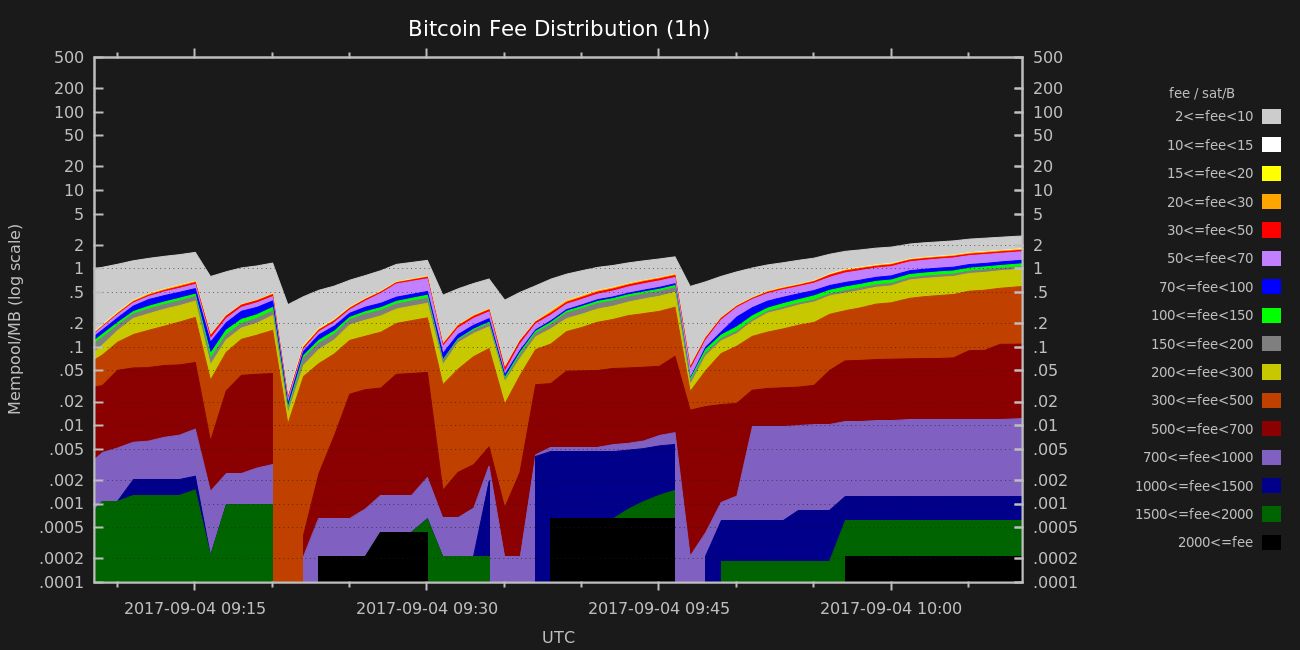 Bitcoin Fee Distribution (1h)
500
200
100
50
20
10
5
2
1
.5
.2
.1
.05
.02
.01
.005
.002
.001
.0005
.0002
.0001
Mempool/MB (log scale)
500
200
100
50
20
10
5
2
1
.5
.2
.1
.05
.02
.01
.005
.002
.001
.0005
.0002
.0001
2017-09-04 09:15 2017-09-04 09:30 2017-09-04 09:45 2017-09-04 10:00
UTC
fee / sat/B
2<=fee<10
10<=fee<15
15<=fee<20
20<=fee<30
30<=fee<50
50<=fee<70
70<=fee<100
100<=fee<150
150<=fee<200
200<=fee<300
300<=fee<500
500<=fee<700
700<=fee<1000
1000<=fee<1500
1500<=fee<2000
2000<=fee